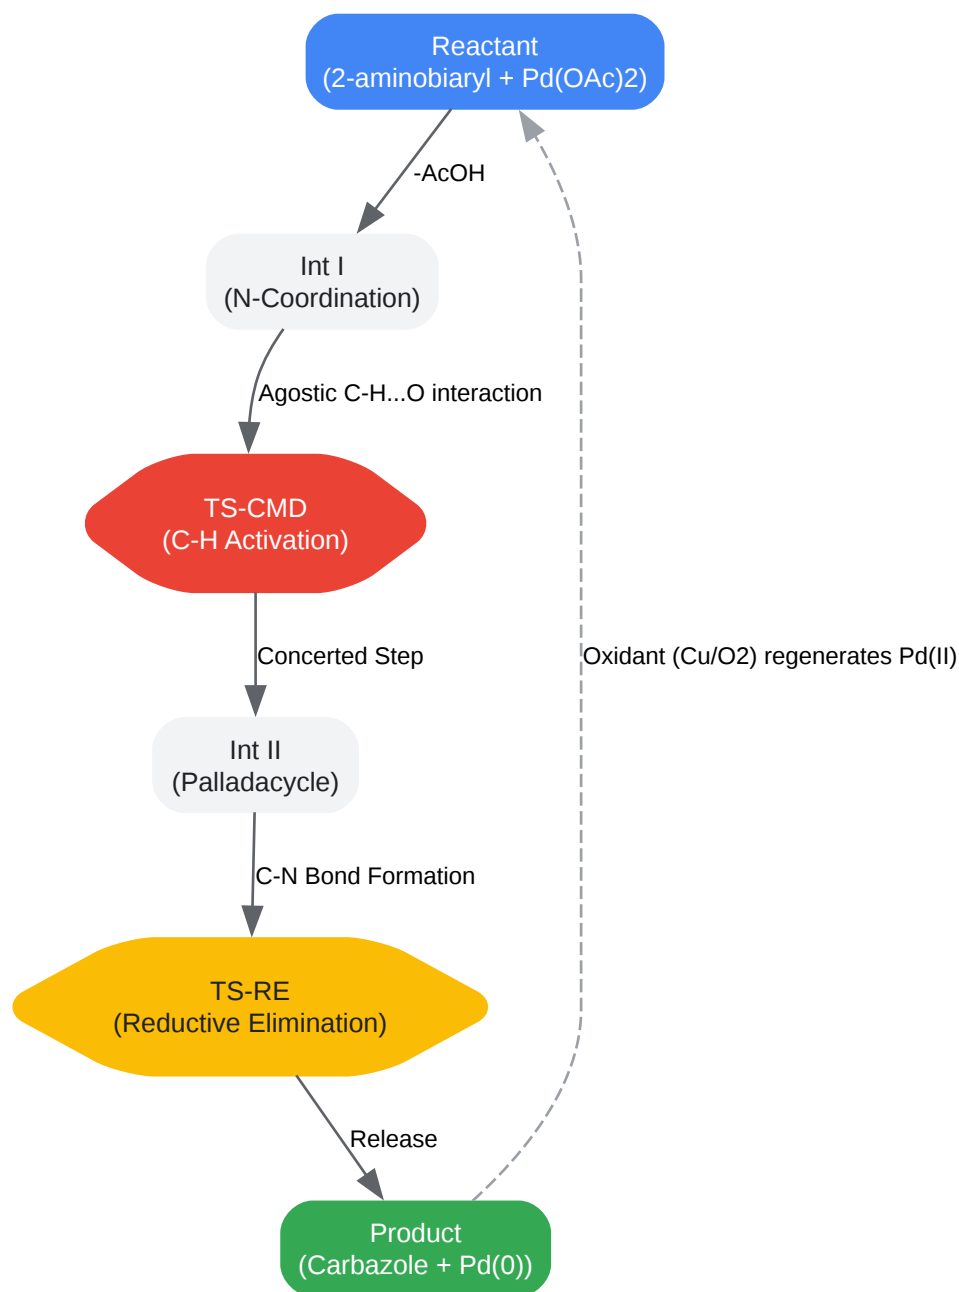 Reactant
(2-aminobiaryl + Pd(OAc)2)
-AcOH
Int I
(N-Coordination)
Agostic C-H...O interaction
TS-CMD
(C-H Activation)
Concerted Step
Oxidant (Cu/O2) regenerates Pd(II)
Int II
(Palladacycle)
C-N Bond Formation
TS-RE
(Reductive Elimination)
Release
Product
(Carbazole + Pd(0))